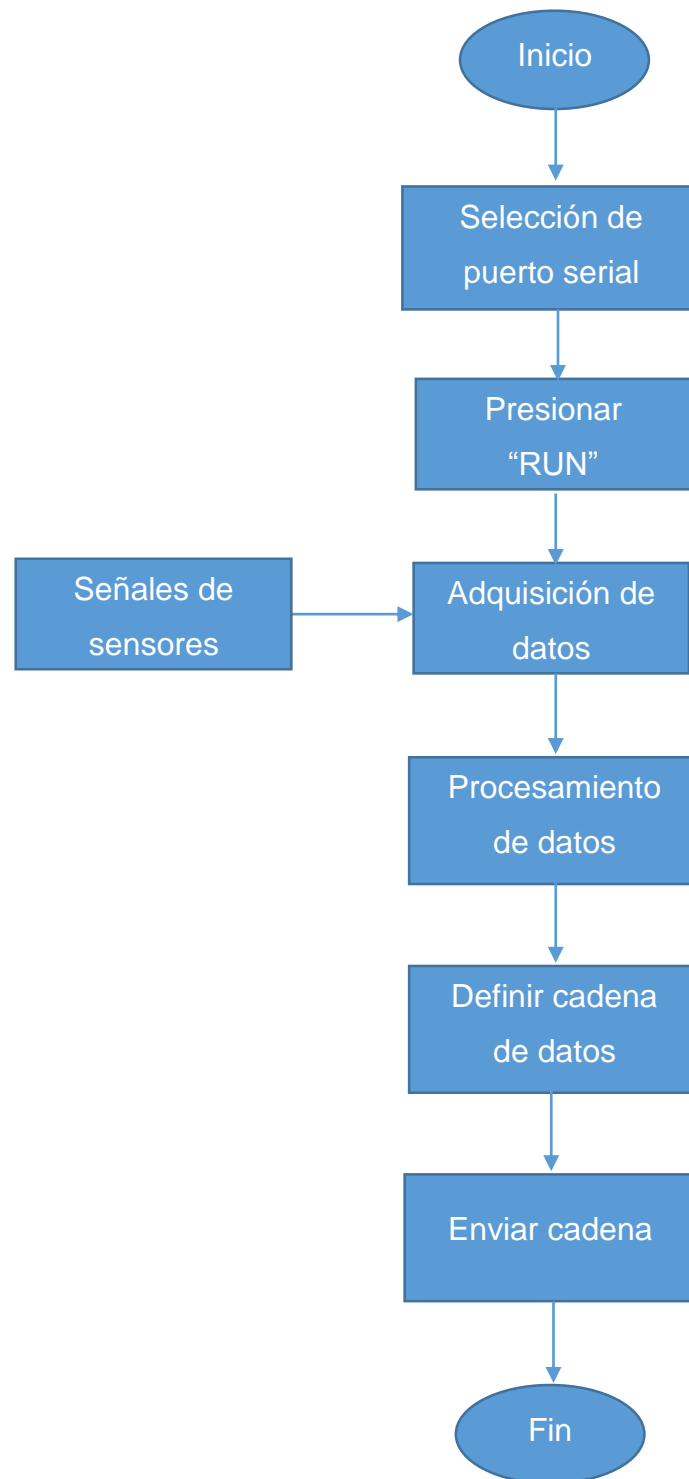 Inicio
Selección de
puerto serial
Presionar
“RUN”
Señales de
sensores
Adquisición de
datos
Procesamiento
de datos
Definir cadena
de datos
Enviar cadena
Fin